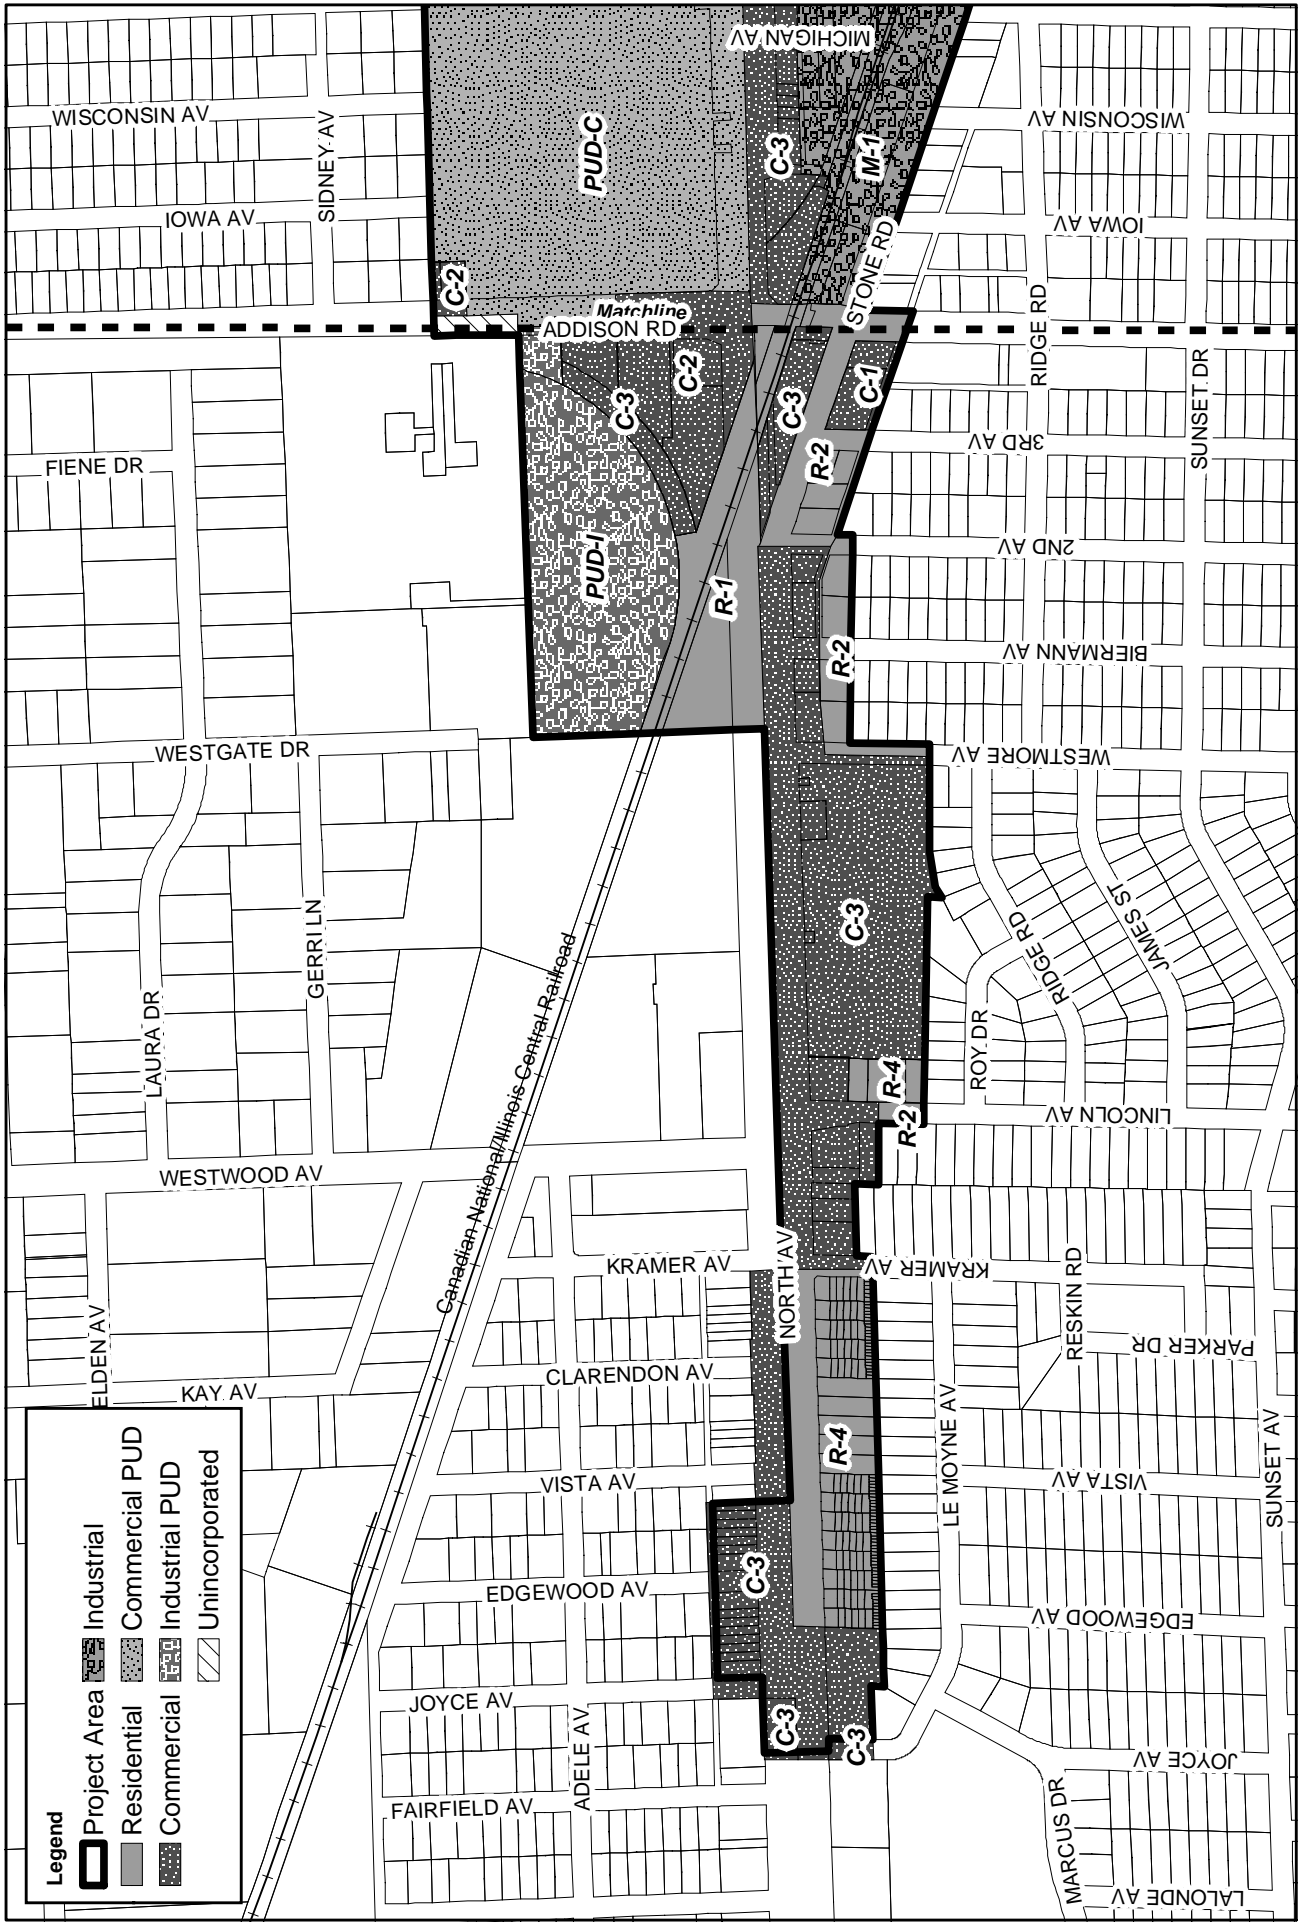 WISCONSIN AV
SIDNEY AV
IOWA AV
MICHIGAN AV
PUD-C
C-3
M-1
WISCONSIN AV
IOWA AV
C-2
STONE RD
Matchline
ADDISON RD
RIDGE RD
SUNSET DR
FIENE DR
C-3
C-2
C-3
C-1
R-2
3RD AV
PUD-I
R-1
2ND AV
R-2
BIERMANN AV
WESTGATE DR
WESTMORE AV
LAURA DR
GERRI LN
Canadian National/Illinois Central Railroad
C-3
RIDGE RD
JAMES ST
ROY DR
R-4
R-2
LINCOLN AV
WESTWOOD AV
KRAMER AV
NORTH AV
KRAMER AV
RESKIN RD
PARKER DR
ELDEN AV
KAY AV
CLARENDON AV
R-4
LE MOYNE AV
VISTA AV
VISTA AV
SUNSET AV
EDGEWOOD AV
C-3
EDGEWOOD AV
JOYCE AV
ADELE AV
C-3
C-3
JOYCE AV
FAIRFIELD AV
MARCUS DR
LALONDE AV
Legend
Project Area
Industrial
Residential
Commercial PUD
Commercial
Industrial PUD
Unincorporated